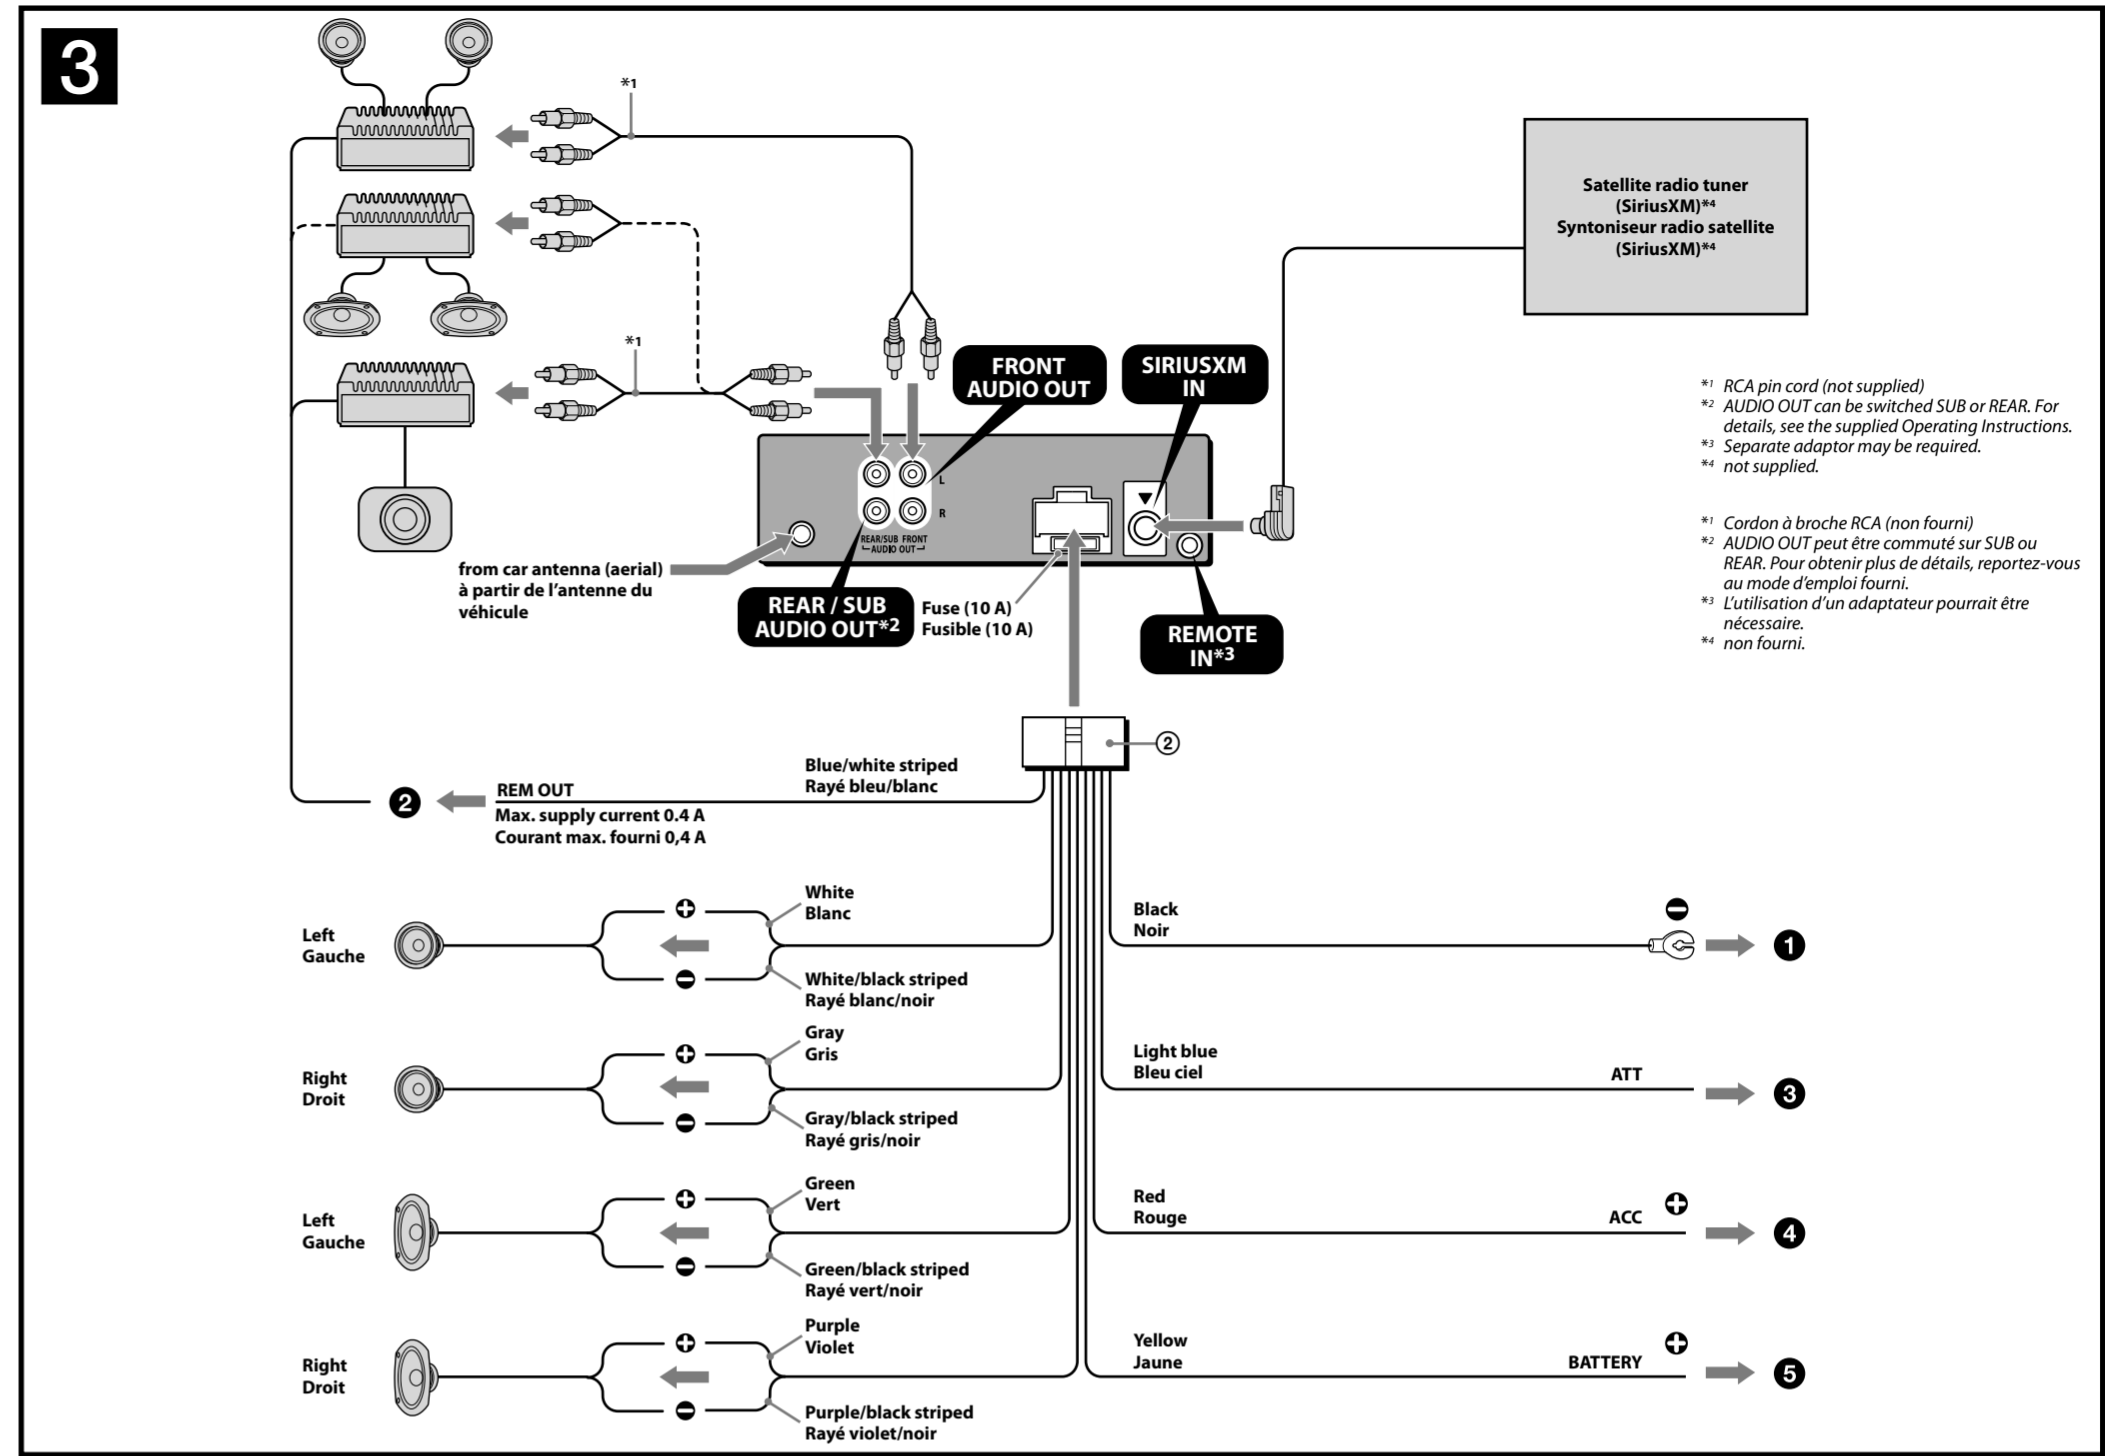 3
*1
Satellite radio tuner
(SiriusXM)*4
Syntoniseur radio satellite
(SiriusXM)*4
*1
FRONT
AUDIO OUT
SIRIUSXM
IN
*1 RCA pin cord (not supplied)
*2 AUDIO OUT can be switched SUB or REAR. For
details, see the supplied Operating Instructions.
*3 Separate adaptor may be required.
*4 not supplied.
*1 Cordon à broche RCA (non fourni)
*2 AUDIO OUT peut être commuté sur SUB ou
REAR. Pour obtenir plus de détails, reportez-vous
au mode d'emploi fourni.
*3 L'utilisation d'un adaptateur pourrait être
nécessaire.
*4 non fourni.
L
R
REAR/SUB FRONT
AUDIO OUT
from car antenna (aerial)
à partir de l'antenne du
véhicule
REAR / SUB
AUDIO OUT*2
Fuse (10 A)
Fusible (10 A)
REMOTE
IN*3
②
Blue/white striped
Rayé bleu/blanc
❷
REM OUT
Max. supply current 0.4 A
Courant max. fourni 0,4 A
Left
Gauche
+
−
White
Blanc
White/black striped
Rayé blanc/noir
Black
Noir
−
❶
Right
Droit
+
−
Gray
Gris
Gray/black striped
Rayé gris/noir
Light blue
Bleu ciel
ATT
❸
Left
Gauche
+
−
Green
Vert
Green/black striped
Rayé vert/noir
Red
Rouge
ACC
+
❹
Right
Droit
+
−
Purple
Violet
Purple/black striped
Rayé violet/noir
Yellow
Jaune
BATTERY
+
❺